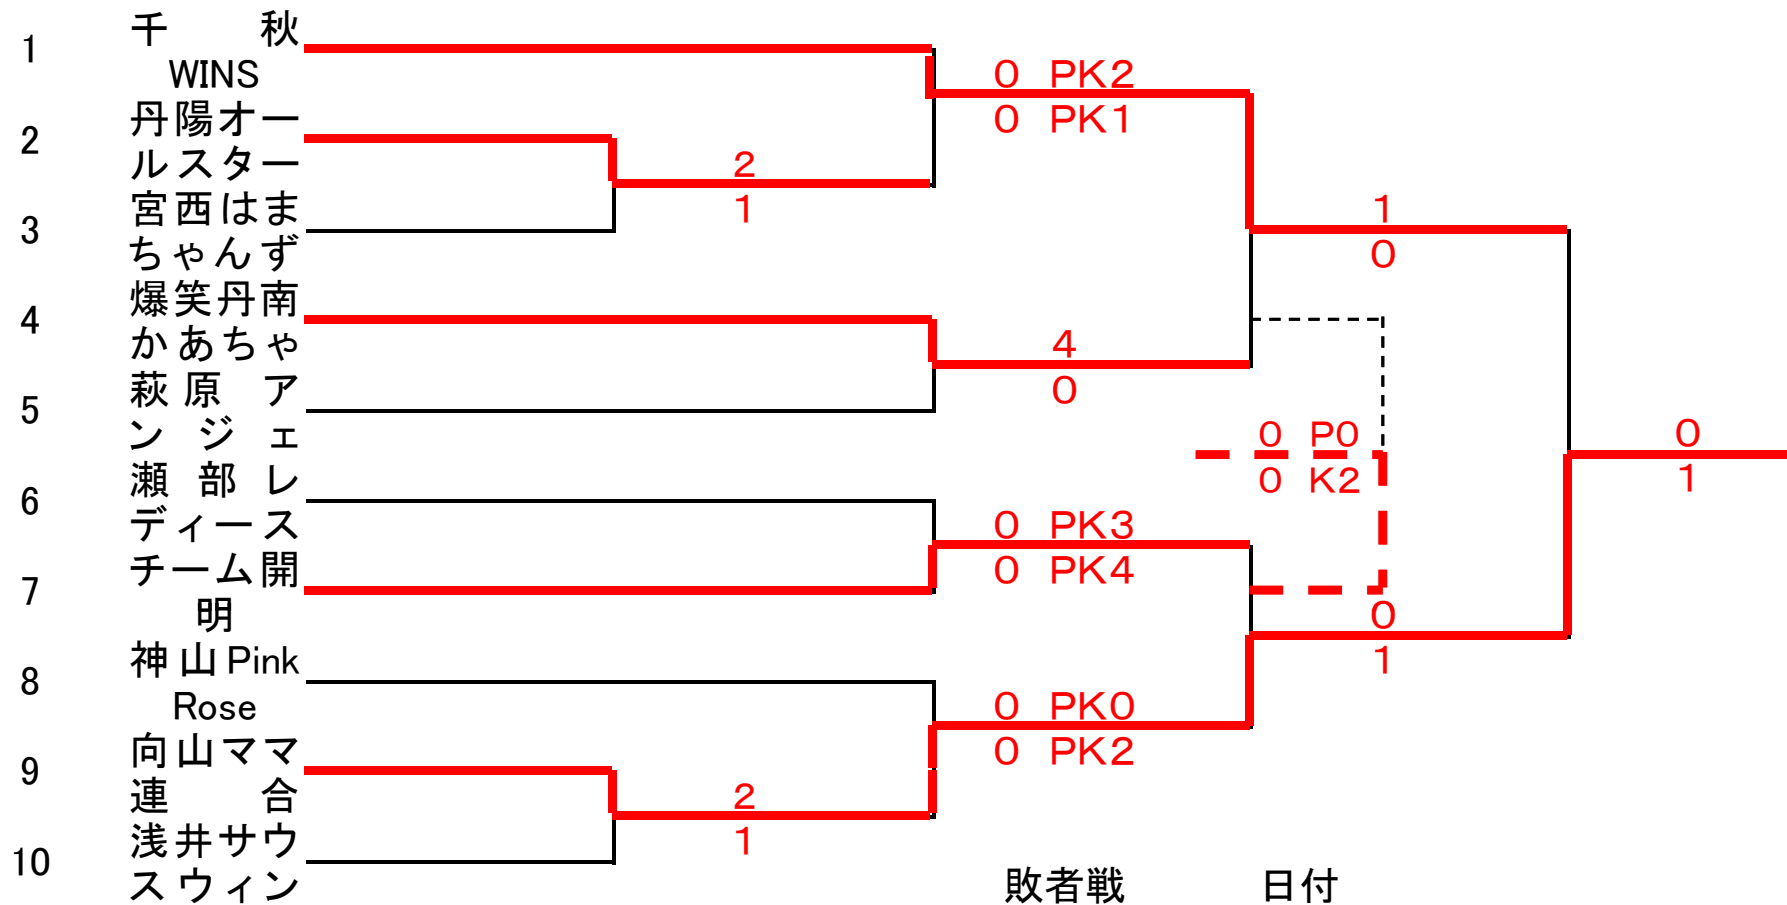 1 千秋
WINS
2 丹陽オー
ルスター
3 宮西はま
ちゃんず
4 爆笑丹南
かあちゃ
5 萩原ア
ンジェ
6 瀬部レ
ディース
7 チーム開
明
8 神山Pink
Rose
9 向山ママ
連合
10 浅井サウ
スウィン
2
1
2
1
0 PK2
0 PK1
4
0
0 PK3
0 PK4
0 PK0
0 PK2
1
0
0 P0
0 K2
0
1
0
1
敗者戦 日付